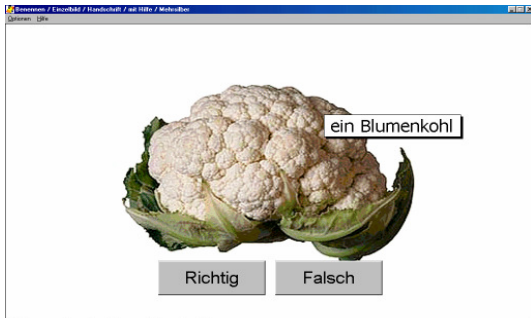 Benennen / Einzelbild / Handschrift / mit Hilfe / Mehrsilber
Optionen Hilfe
ein Blumenkohl
Richtig Falsch